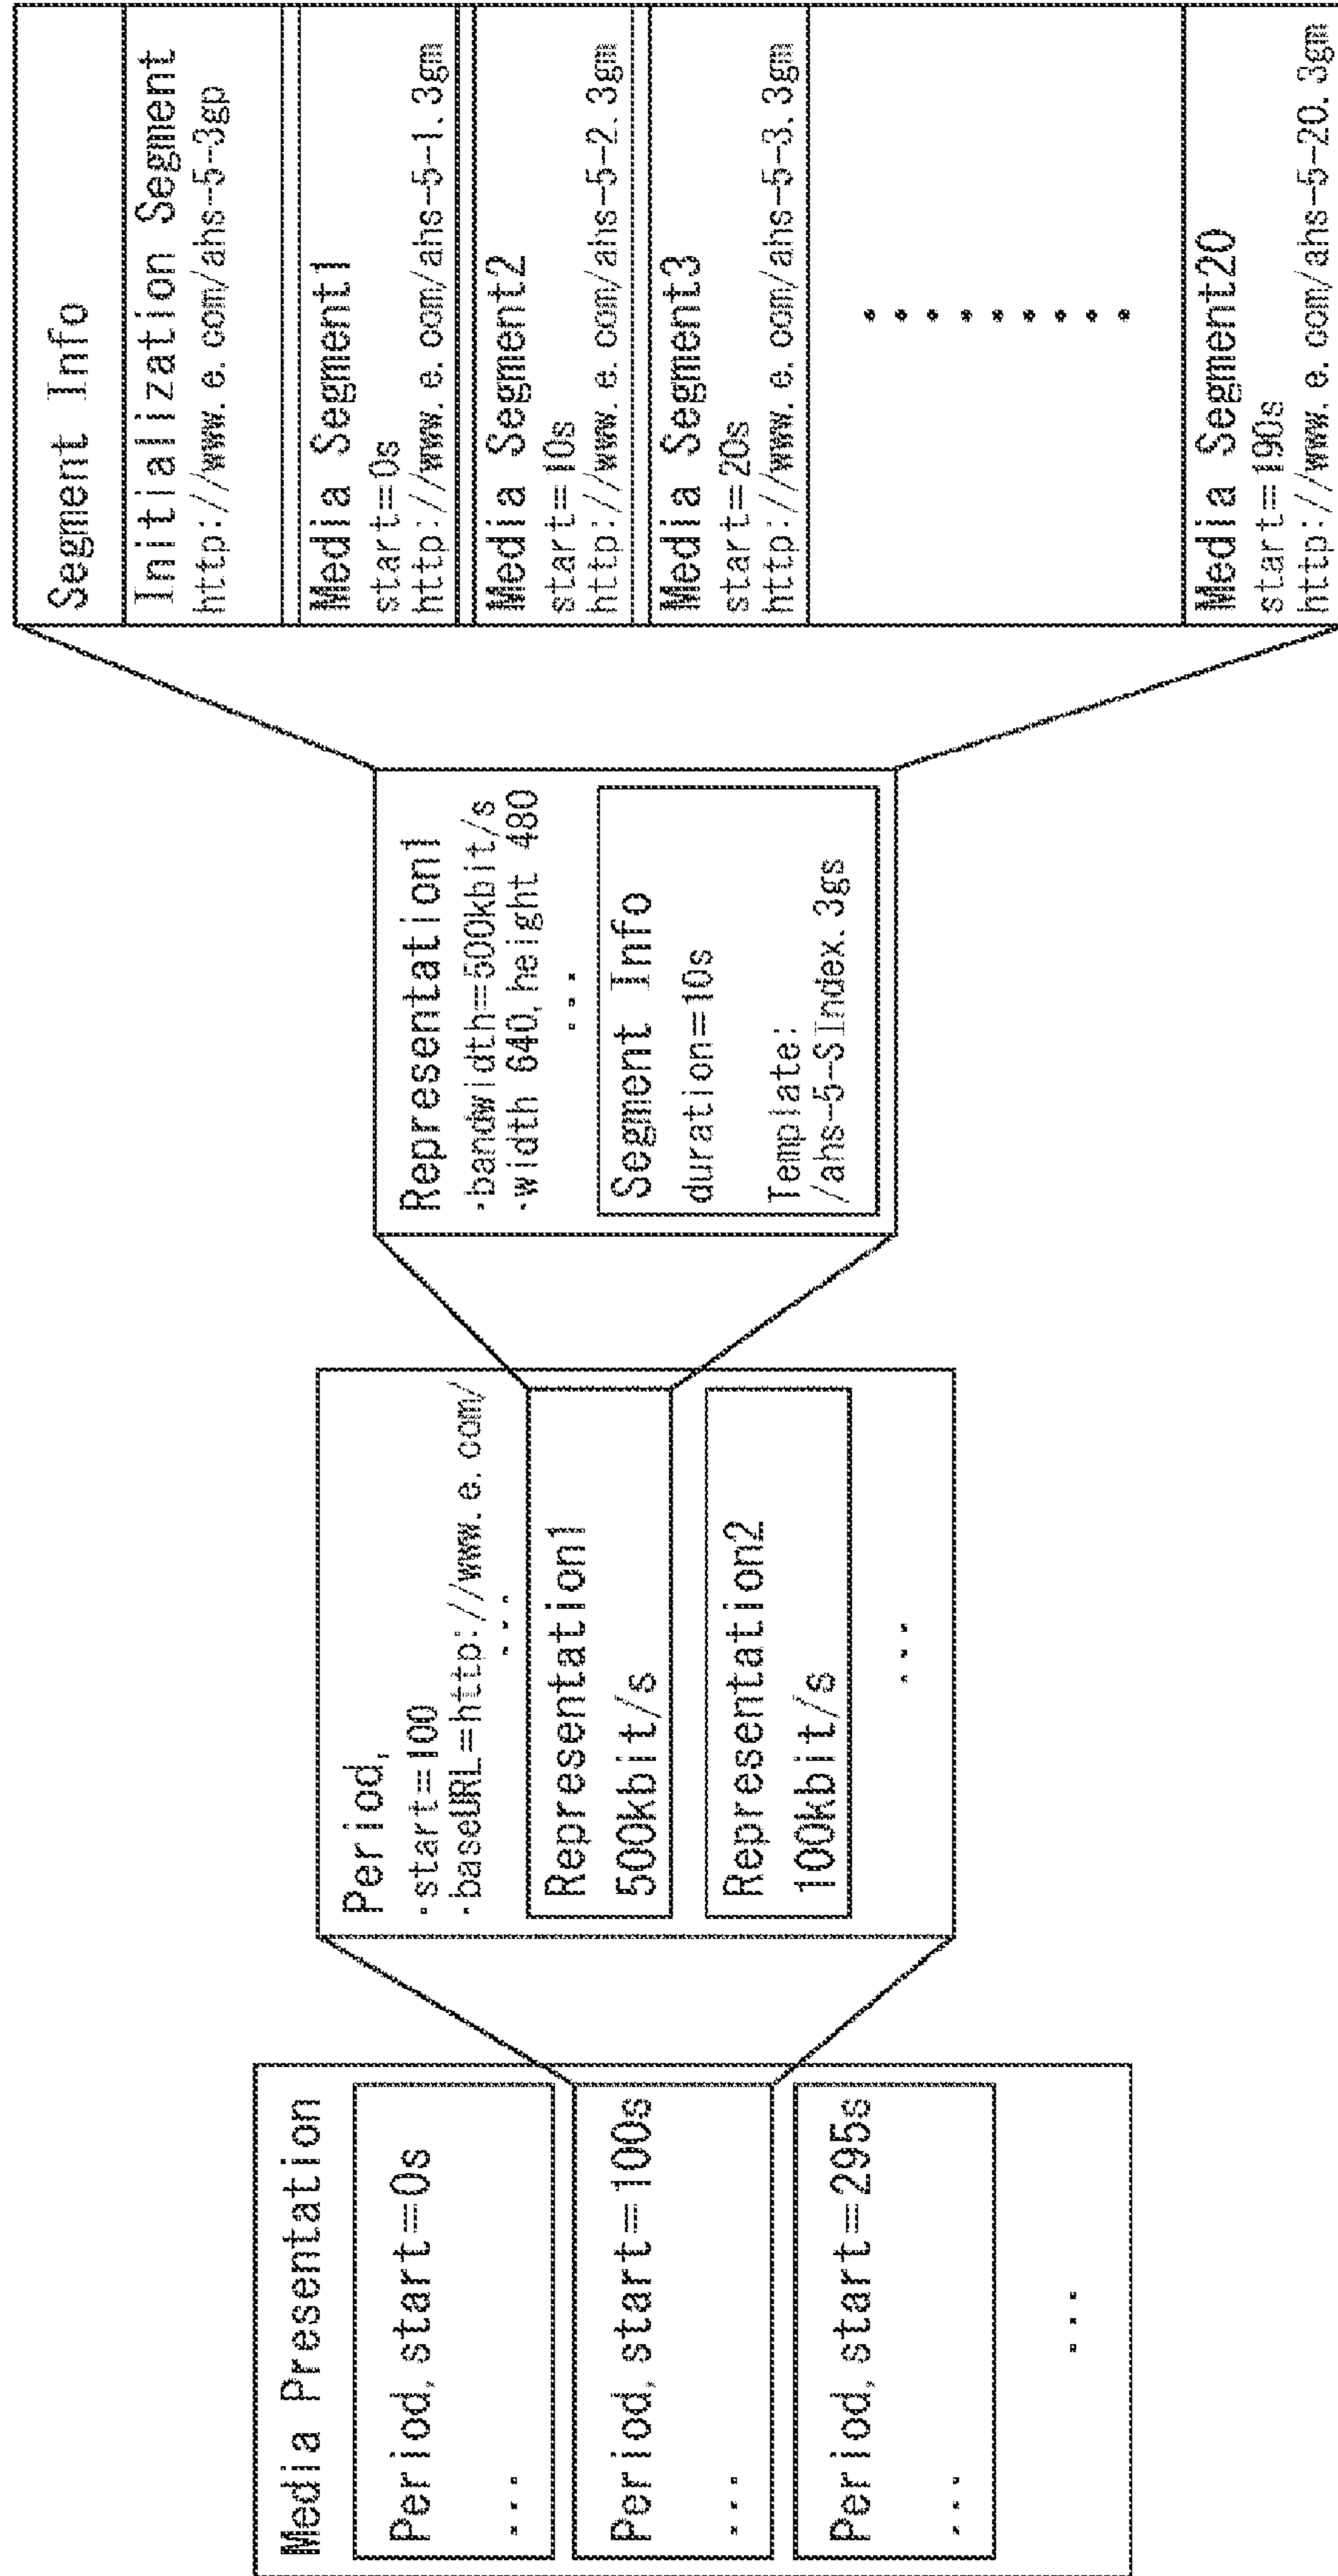 Media Presentation
Period, start=0s
...
Period, start=100s
...
Period, start=295s
...
...
Period,
·start=100
·baseURL=http://www.e.com/
...
Representation1
500kbit/s
Representation2
100kbit/s
...
Representation1
·bandwidth=500kbit/s
·width 640, height 480
...
Segment Info
duration=10s
Template:
/ahs-5-SIndex.3gs
Segment Info
Initialization Segment
http://www.e.com/ahs-5-3gp
Media Segment1
start=0s
http://www.e.com/ahs-5-1.3gm
Media Segment2
start=10s
http://www.e.com/ahs-5-2.3gm
Media Segment3
start=20s
http://www.e.com/ahs-5-3.3gm
.........
Media Segment20
start=190s
http://www.e.com/ahs-5-20.3gm